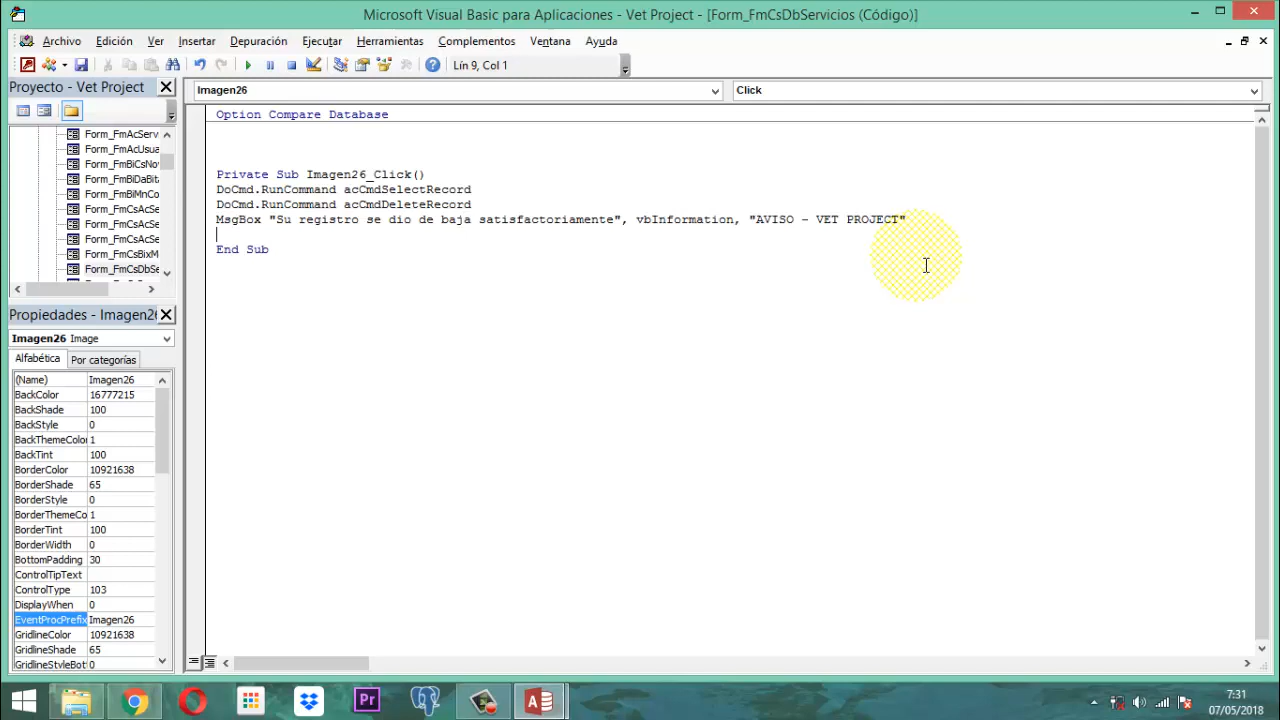 Microsoft Visual Basic para Aplicaciones - Vet Project - [Form_FmCsDbServicios (Código)]
Archivo Edición Ver Insertar Depuración Ejecutar Herramientas Complementos Ventana Ayuda
Lín 9, Col 1
Proyecto - Vet Project
Form_FmAcServ
Form_FmAcUsua
Form_FmBiCsNo
Form_FmBiDaBita
Form_FmBiMnCo
Form_FmCsAcSe
Form_FmCsAcSe
Form_FmCsAcSe
Form_FmCsBixM
Form_FmCsDbSe
Propiedades - Imagen26
Imagen26 Image
Alfabética Por categorías
(Name) Imagen26
BackColor 16777215
BackShade 100
BackStyle 0
BackThemeColo 1
BackTint 100
BorderColor 10921638
BorderShade 65
BorderStyle 0
BorderThemeCo 1
BorderTint 100
BorderWidth 0
BottomPadding 30
ControlTipText
ControlType 103
DisplayWhen 0
EventProcPrefix Imagen26
GridlineColor 10921638
GridlineShade 65
GridlineStyleBot 0
Imagen26 Click
Option Compare Database
Private Sub Imagen26_Click()
DoCmd.RunCommand acCmdSelectRecord
DoCmd.RunCommand acCmdDeleteRecord
MsgBox "Su registro se dio de baja satisfactoriamente", vbInformation, "AVISO - VET PROJECT"
End Sub
Pr
7:31
07/05/2018